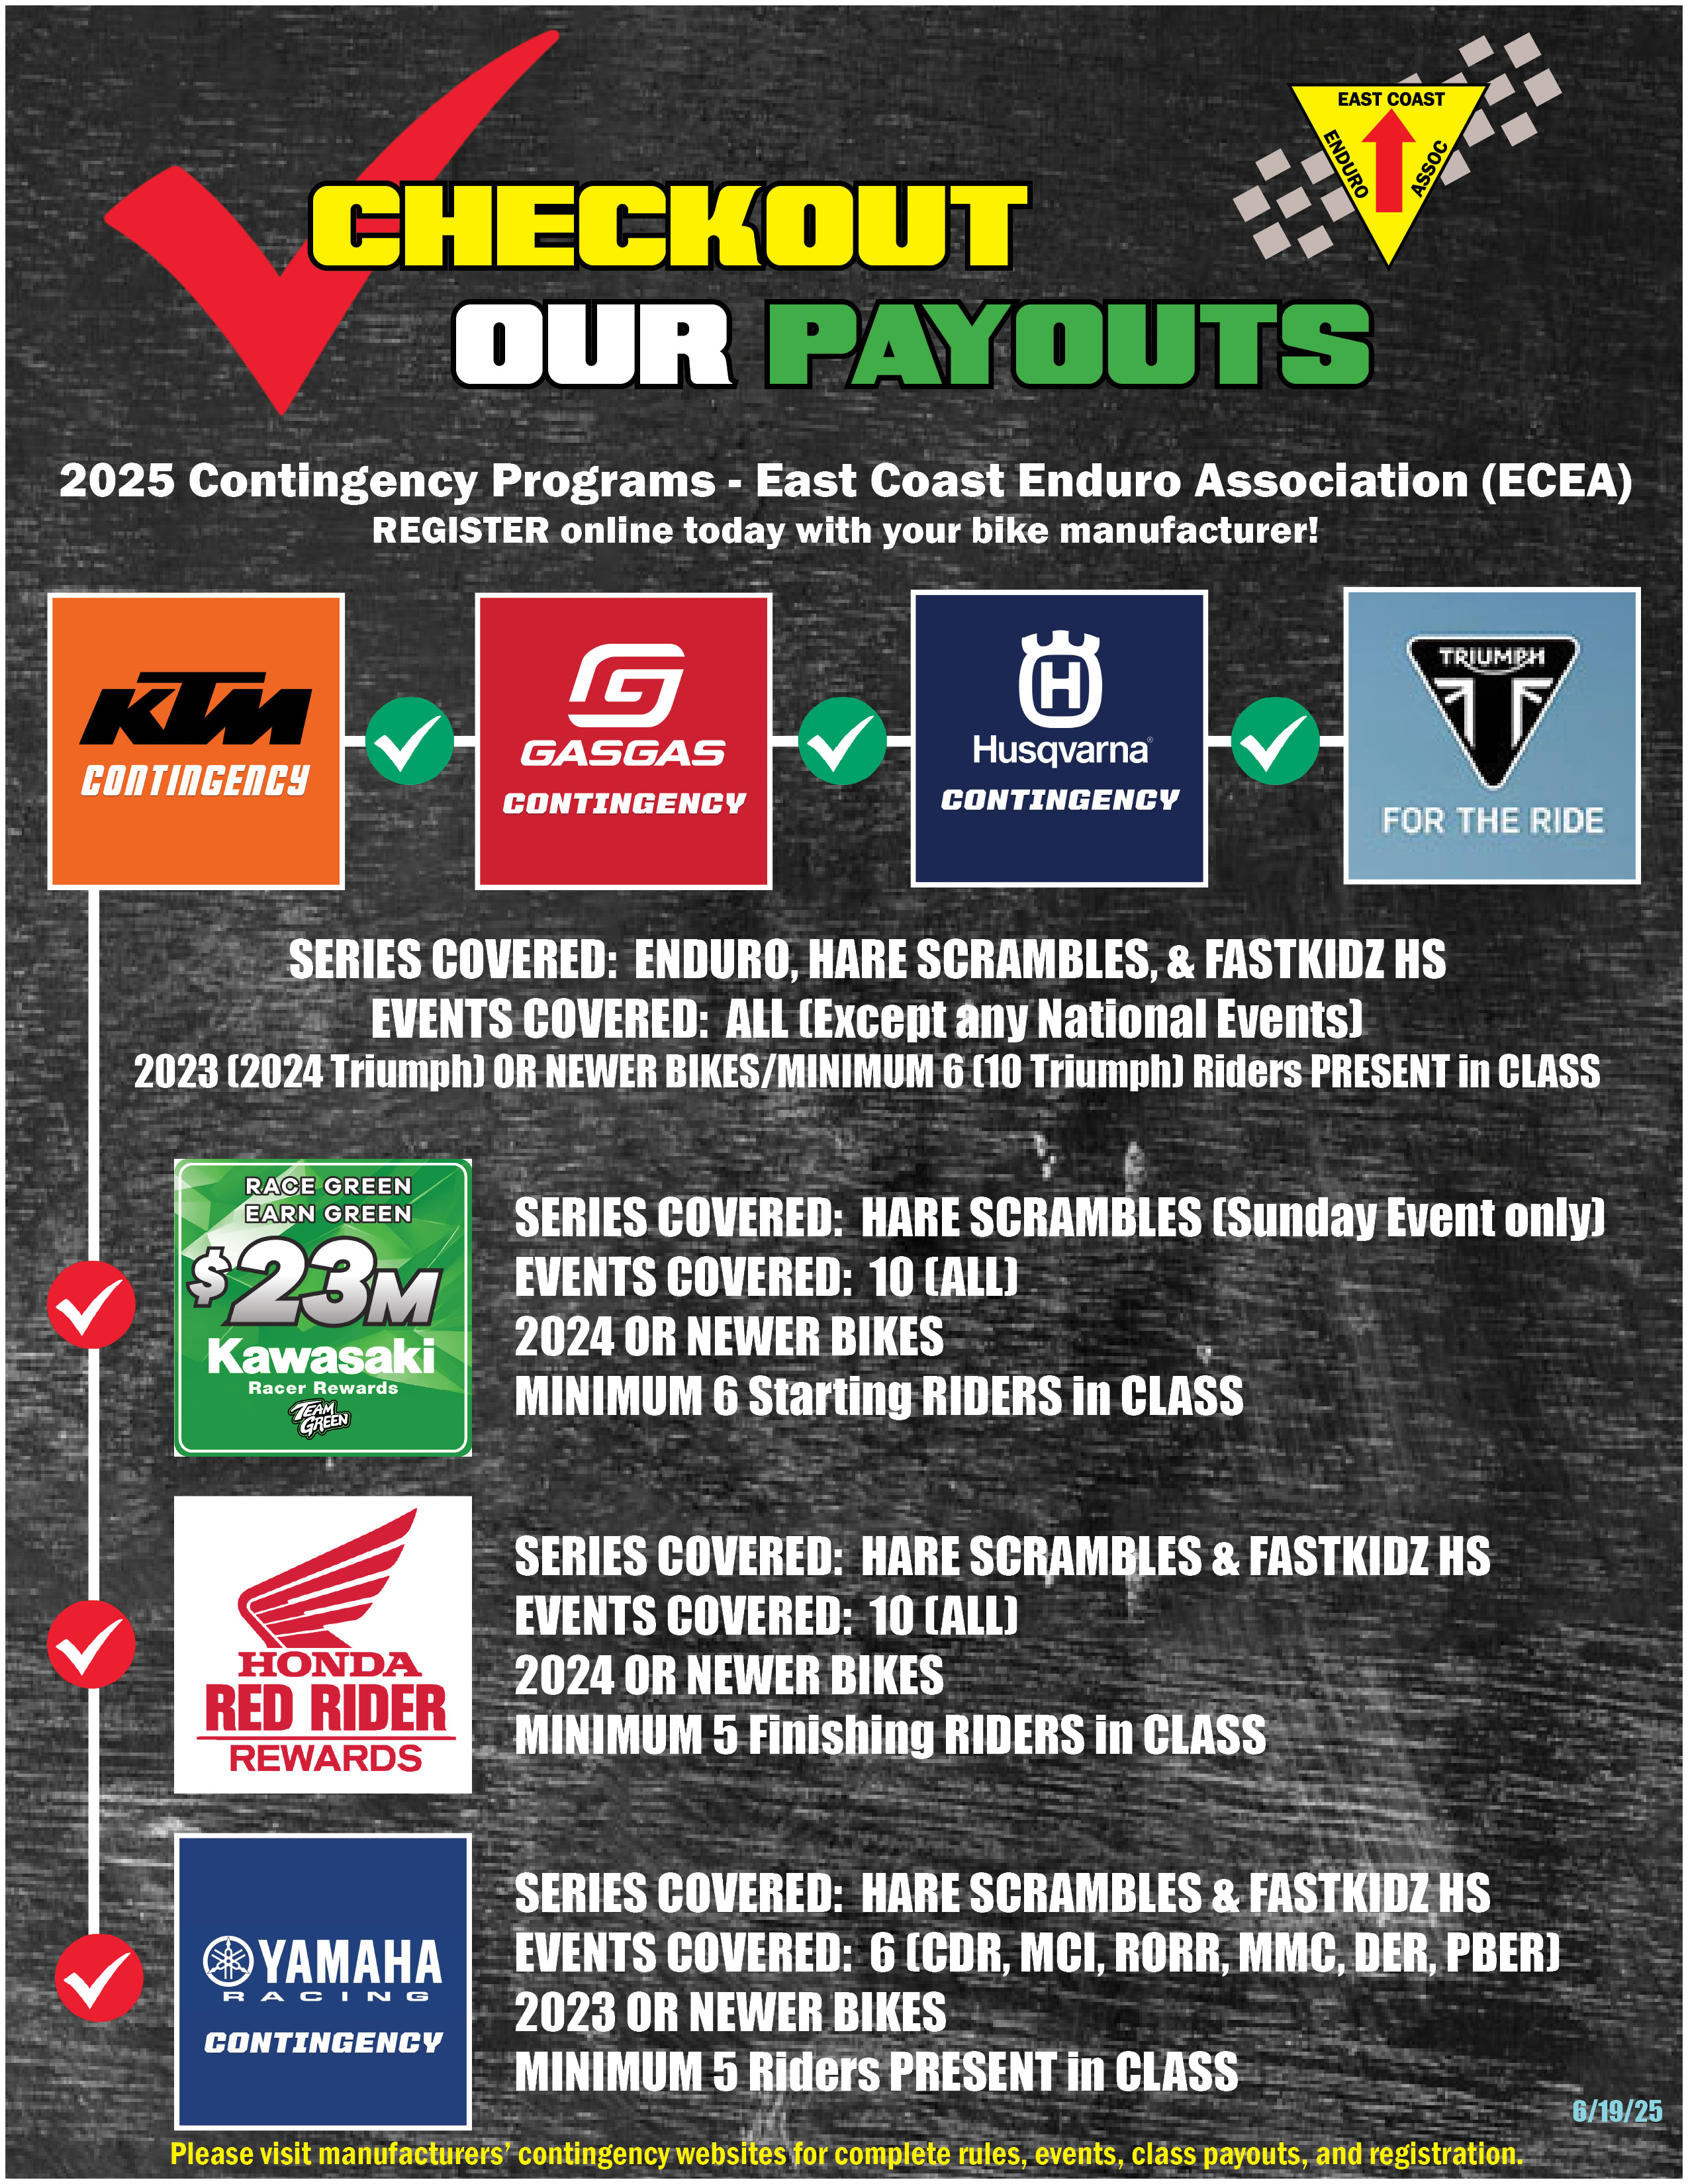 EAST COAST
ENDURO
ASSOC
CHECKOUT
OUR PAYOUTS
2025 Contingency Programs - East Coast Enduro Association (ECEA)
REGISTER online today with your bike manufacturer!
KTM
CONTINGENCY
GASGAS
CONTINGENCY
H
Husqvarna®
CONTINGENCY
TRIUMPH
FOR THE RIDE
SERIES COVERED: ENDURO, HARE SCRAMBLES, & FASTKIDZ HS
EVENTS COVERED: ALL (Except any National Events)
2023 (2024 Triumph) OR NEWER BIKES/MINIMUM 6 (10 Triumph) Riders PRESENT in CLASS
RACE GREEN
EARN GREEN
$23M
Kawasaki
Racer Rewards
TEAM
GREEN
SERIES COVERED: HARE SCRAMBLES (Sunday Event only)
EVENTS COVERED: 10 (ALL)
2024 OR NEWER BIKES
MINIMUM 6 Starting RIDERS in CLASS
HONDA
RED RIDER
REWARDS
SERIES COVERED: HARE SCRAMBLES & FASTKIDZ HS
EVENTS COVERED: 10 (ALL)
2024 OR NEWER BIKES
MINIMUM 5 Finishing RIDERS in CLASS
YAMAHA
RACING
CONTINGENCY
SERIES COVERED: HARE SCRAMBLES & FASTKIDZ HS
EVENTS COVERED: 6 (CDR, MCI, RORR, MMC, DER, PBER)
2023 OR NEWER BIKES
MINIMUM 5 Riders PRESENT in CLASS
6/19/25
Please visit manufacturers' contingency websites for complete rules, events, class payouts, and registration.